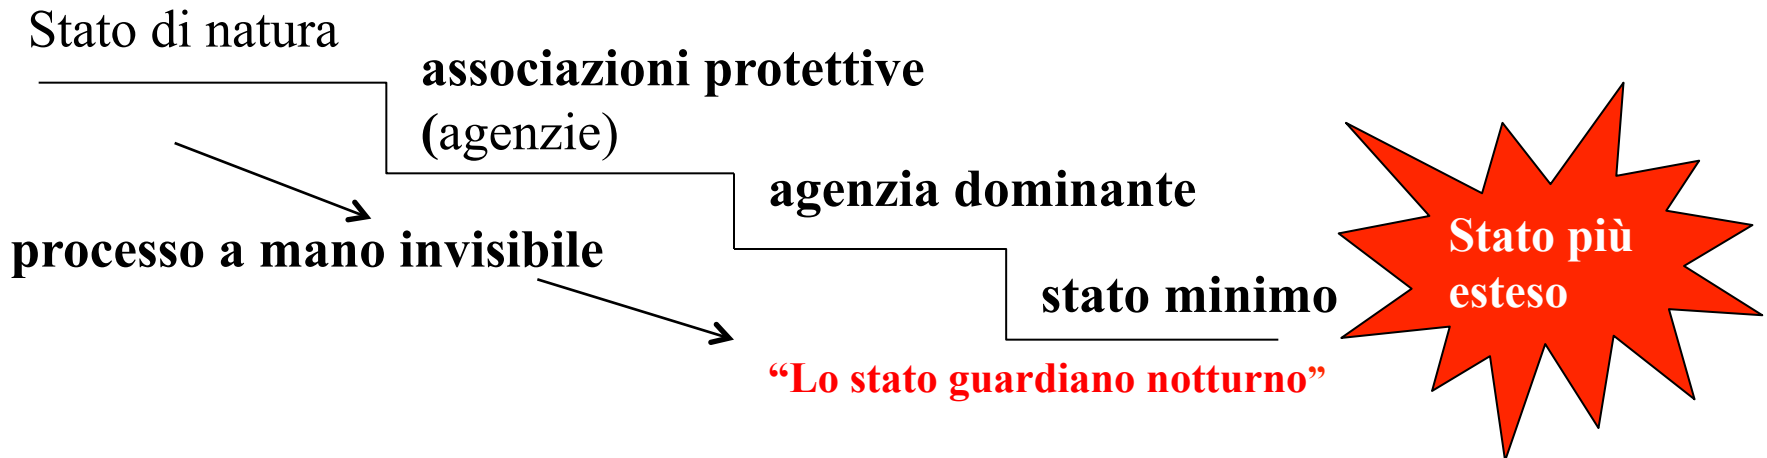 Stato di natura
associazioni protettive
(agenzie)
agenzia dominante
processo a mano invisibile
stato minimo
“Lo stato guardiano notturno”
Stato più
esteso